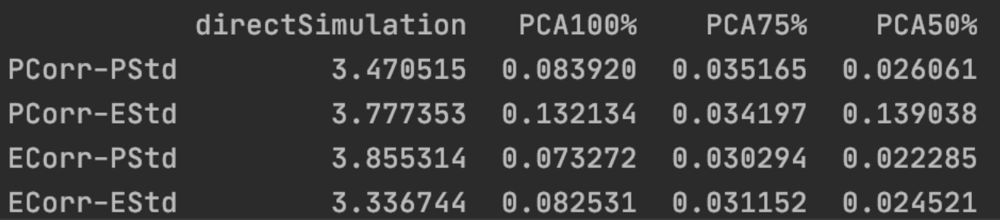 directSimulation PCA100% PCA75% PCA50%
PCorr-PStd 3.470515 0.083920 0.035165 0.026061
PCorr-EStd 3.777353 0.132134 0.034197 0.139038
ECorr-PStd 3.855314 0.073272 0.030294 0.022285
ECorr-EStd 3.336744 0.082531 0.031152 0.024521